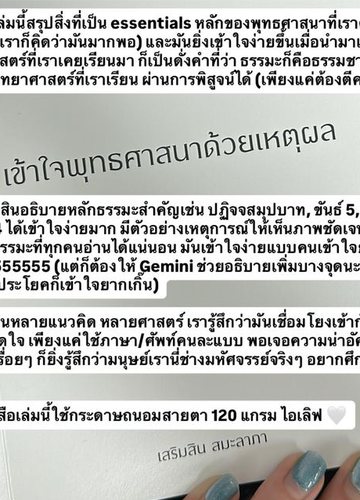 ล่มนี้สรุปสิ่งที่เป็น essentials หลักของพุทธศาสนาที่เรา
เราก็คิดว่ามันมากพอ) และมันยิ่งเข้าใจง่ายขึ้นเมื่อนำมา
สตร์ที่เราเคยเรียนมา ก็เป็นดั่งคำที่ว่า ธรรมะก็คือธรรมชา
ทยาศาสตร์ที่เราเรียน ผ่านการพิสูจน์ได้ (เพียงแค่ต้องตีค
เข้าใจพุทธศาสนาด้วยเหตุผล
สินอธิบายหลักธรรมะสำคัญเช่น ปฏิจจสมุปบาท, ขันธ์ 5,
ได้เข้าใจง่ายมาก มีตัวอย่างเหตุการณ์ให้เห็นภาพชัดเจน
รรมะที่ทุกคนอ่านได้แน่นอน มันเข้าใจง่ายแบบคนเข้าใจย
555555 (แต่ก็ต้องให้ Gemini ช่วยอธิบายเพิ่มบางจุดนะ
ประโยคก็เข้าใจยากเกิ้น)
นหลายแนวคิด หลายศาสตร์ เรารู้สึกว่ามันเชื่อมโยงเข้าก
ดใจ เพียงแค่ใช้ภาษา/ศัพท์คนละแบบ พอเจอความน่าอัศ
รื่อยๆ ก็ยิ่งรู้สึกว่ามนุษย์เรานี่ช่างมหัศจรรย์จริงๆ อยากศึก
สือเล่มนี้ใช้กระดาษถนอมสายตา 120 แกรม ไอเลิฟ 🤍
เสริมสิน สมะลาภา